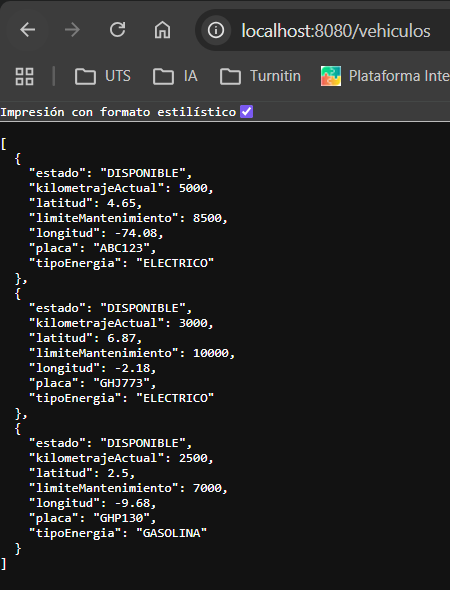 localhost:8080/vehiculos
UTS IA Turnitin Plataforma Inte
Impresión con formato estilístico
[
  {
    "estado": "DISPONIBLE",
    "kilometrajeActual": 5000,
    "latitud": 4.65,
    "limiteMantenimiento": 8500,
    "longitud": -74.08,
    "placa": "ABC123",
    "tipoEnergia": "ELECTRICO"
  },
  {
    "estado": "DISPONIBLE",
    "kilometrajeActual": 3000,
    "latitud": 6.87,
    "limiteMantenimiento": 10000,
    "longitud": -2.18,
    "placa": "GHJ773",
    "tipoEnergia": "ELECTRICO"
  },
  {
    "estado": "DISPONIBLE",
    "kilometrajeActual": 2500,
    "latitud": 2.5,
    "limiteMantenimiento": 7000,
    "longitud": -9.68,
    "placa": "GHP130",
    "tipoEnergia": "GASOLINA"
  }
]